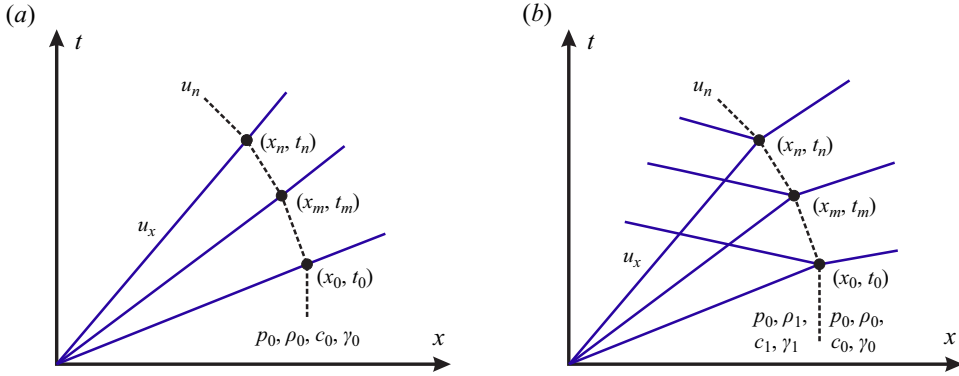 (a)
t
u_n
(x_n, t_n)
(x_m, t_m)
u_x
(x_0, t_0)
p_0, ρ_0, c_0, γ_0
x
(b)
t
u_n
(x_n, t_n)
(x_m, t_m)
u_x
(x_0, t_0)
p_0, ρ_1,
c_1, γ_1
p_0, ρ_0,
c_0, γ_0
x